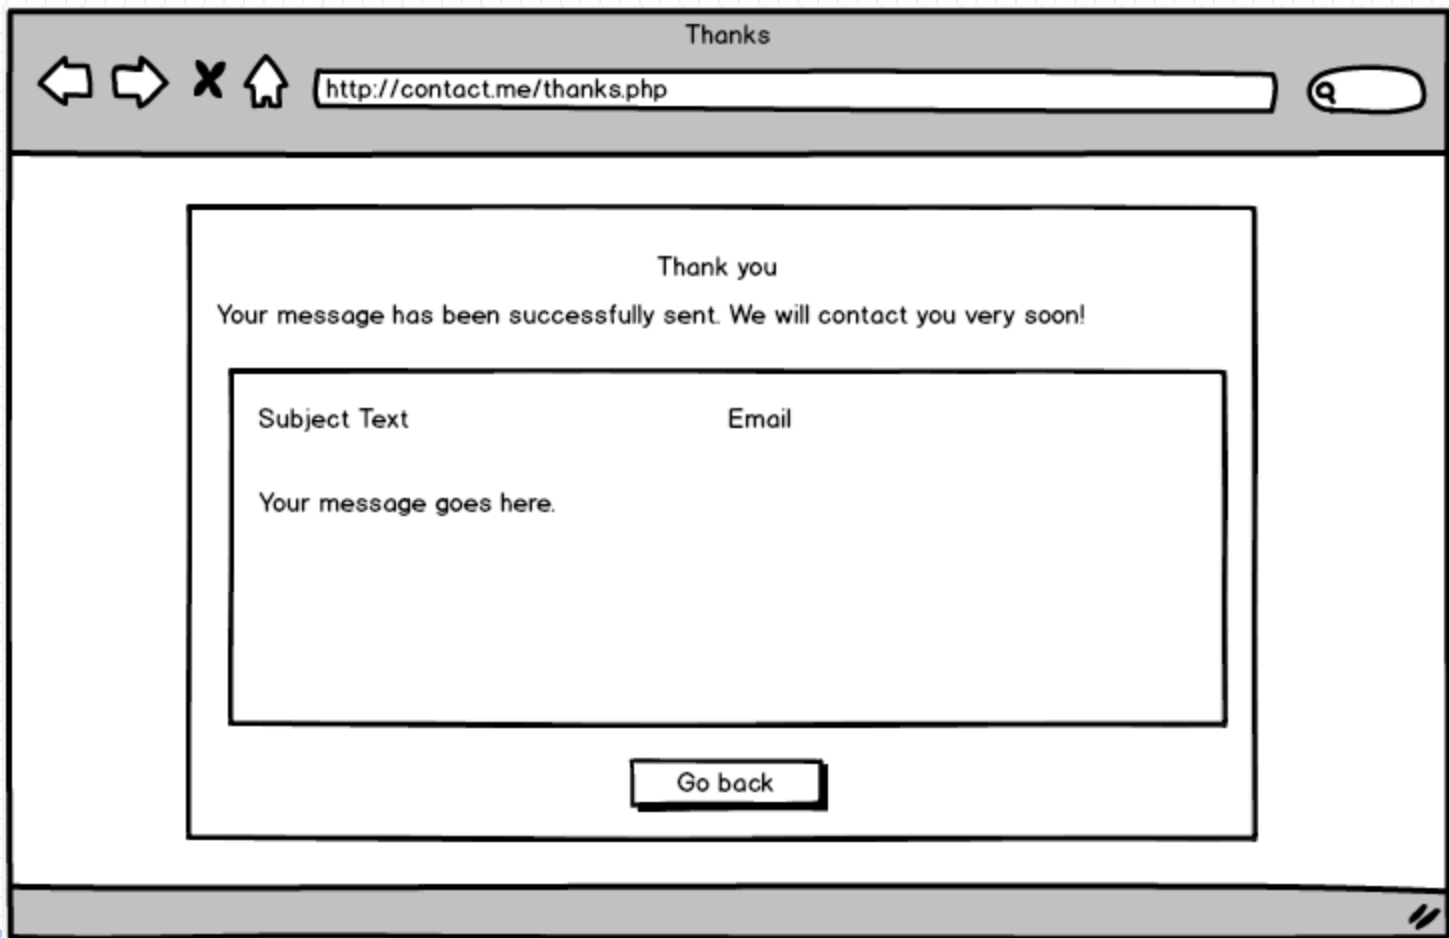 Thanks
http://contact.me/thanks.php
Thank you
Your message has been successfully sent. We will contact you very soon!
Subject Text Email
Your message goes here.
Go back